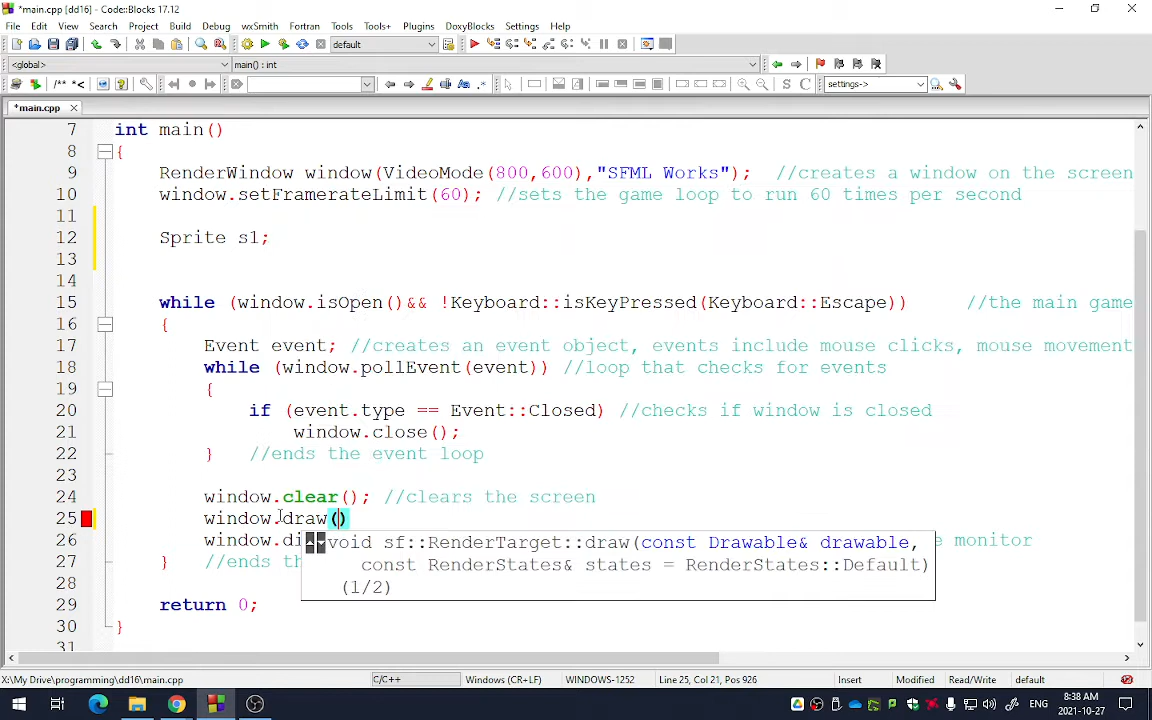 *main.cpp [dd16] - Code::Blocks 17.12
File Edit View Search Project Build Debug wxSmith Fortran Tools Tools+ Plugins DoxyBlocks Settings Help
default
<global> main() : int
/** *< Aa .* S C settings->
*main.cpp
7 int main()
8 {
9 RenderWindow window(VideoMode(800,600),"SFML Works"); //creates a window on the screen
10 window.setFramerateLimit(60); //sets the game loop to run 60 times per second
11
12 Sprite s1;
13
14
15 while (window.isOpen()&& !Keyboard::isKeyPressed(Keyboard::Escape)) //the main game
16 {
17 Event event; //creates an event object, events include mouse clicks, mouse movement
18 while (window.pollEvent(event)) //loop that checks for events
19 {
20 if (event.type == Event::Closed) //checks if window is closed
21 window.close();
22 } //ends the event loop
23
24 window.clear(); //clears the screen
25 window.draw()
26 window.di e monitor
void sf::RenderTarget::draw(const Drawable& drawable,
const RenderStates& states = RenderStates::Default)
(1/2)
27 } //ends th
28
29 return 0;
30 }
31
X:\My Drive\programming\dd16\main.cpp C/C++ Windows (CR+LF) WINDOWS-1252 Line 25, Col 21, Pos 926 Insert Modified Read/Write default
ENG
8:38 AM
2021-10-27